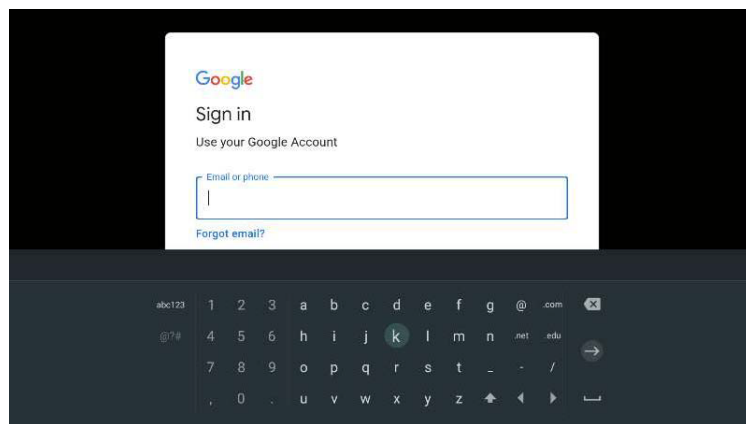 Google
Sign in
Use your Google Account
Email or phone
Forgot email?
abc123 1 2 3 a b c d e f g @ .com
@!?# 4 5 6 h i j k l m n .net .edu
7 8 9 o p q r s t _ - /
, 0 . u v w x y z